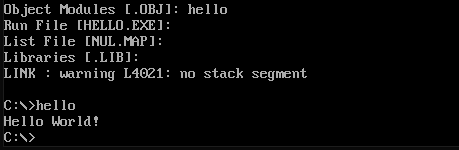 Object Modules [.OBJ]: hello
Run File [HELLO.EXE]:
List File [NUL.MAP]:
Libraries [.LIB]:
LINK : warning L4021: no stack segment
C:\>hello
Hello World!
C:\>